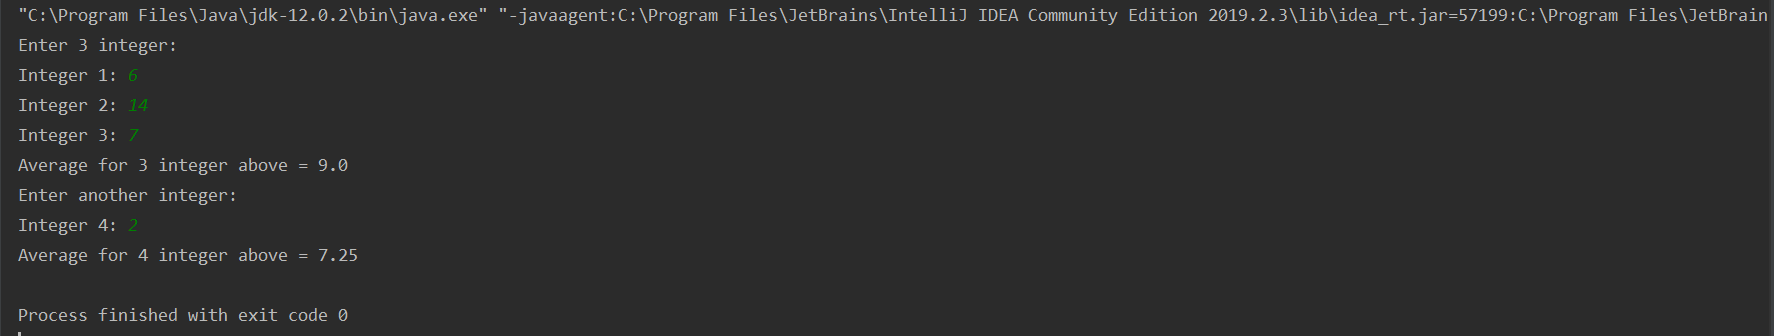 "C:\Program Files\Java\jdk-12.0.2\bin\java.exe" "-javaagent:C:\Program Files\JetBrains\IntelliJ IDEA Community Edition 2019.2.3\lib\idea_rt.jar=57199:C:\Program Files\JetBrain
Enter 3 integer:
Integer 1: 6
Integer 2: 14
Integer 3: 7
Average for 3 integer above = 9.0
Enter another integer:
Integer 4: 2
Average for 4 integer above = 7.25
Process finished with exit code 0